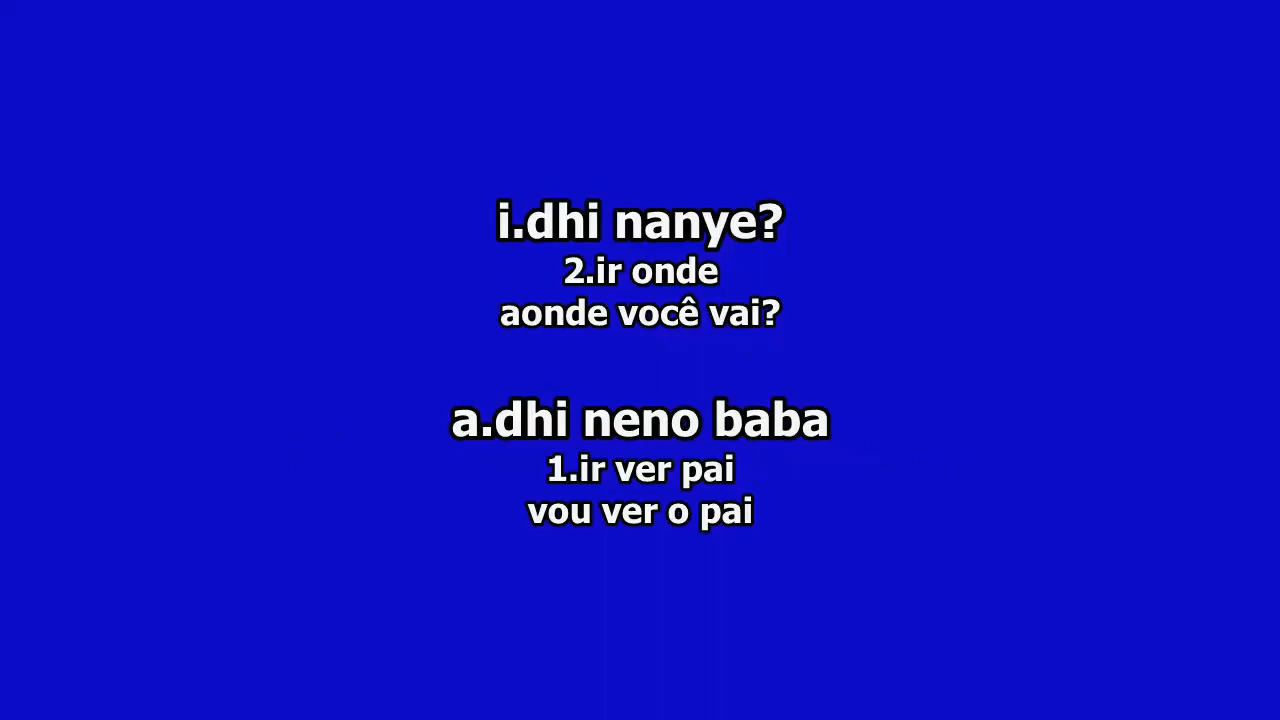 i.dhi nanye?
2.ir onde
aonde você vai?
a.dhi neno baba
1.ir ver pai
vou ver o pai